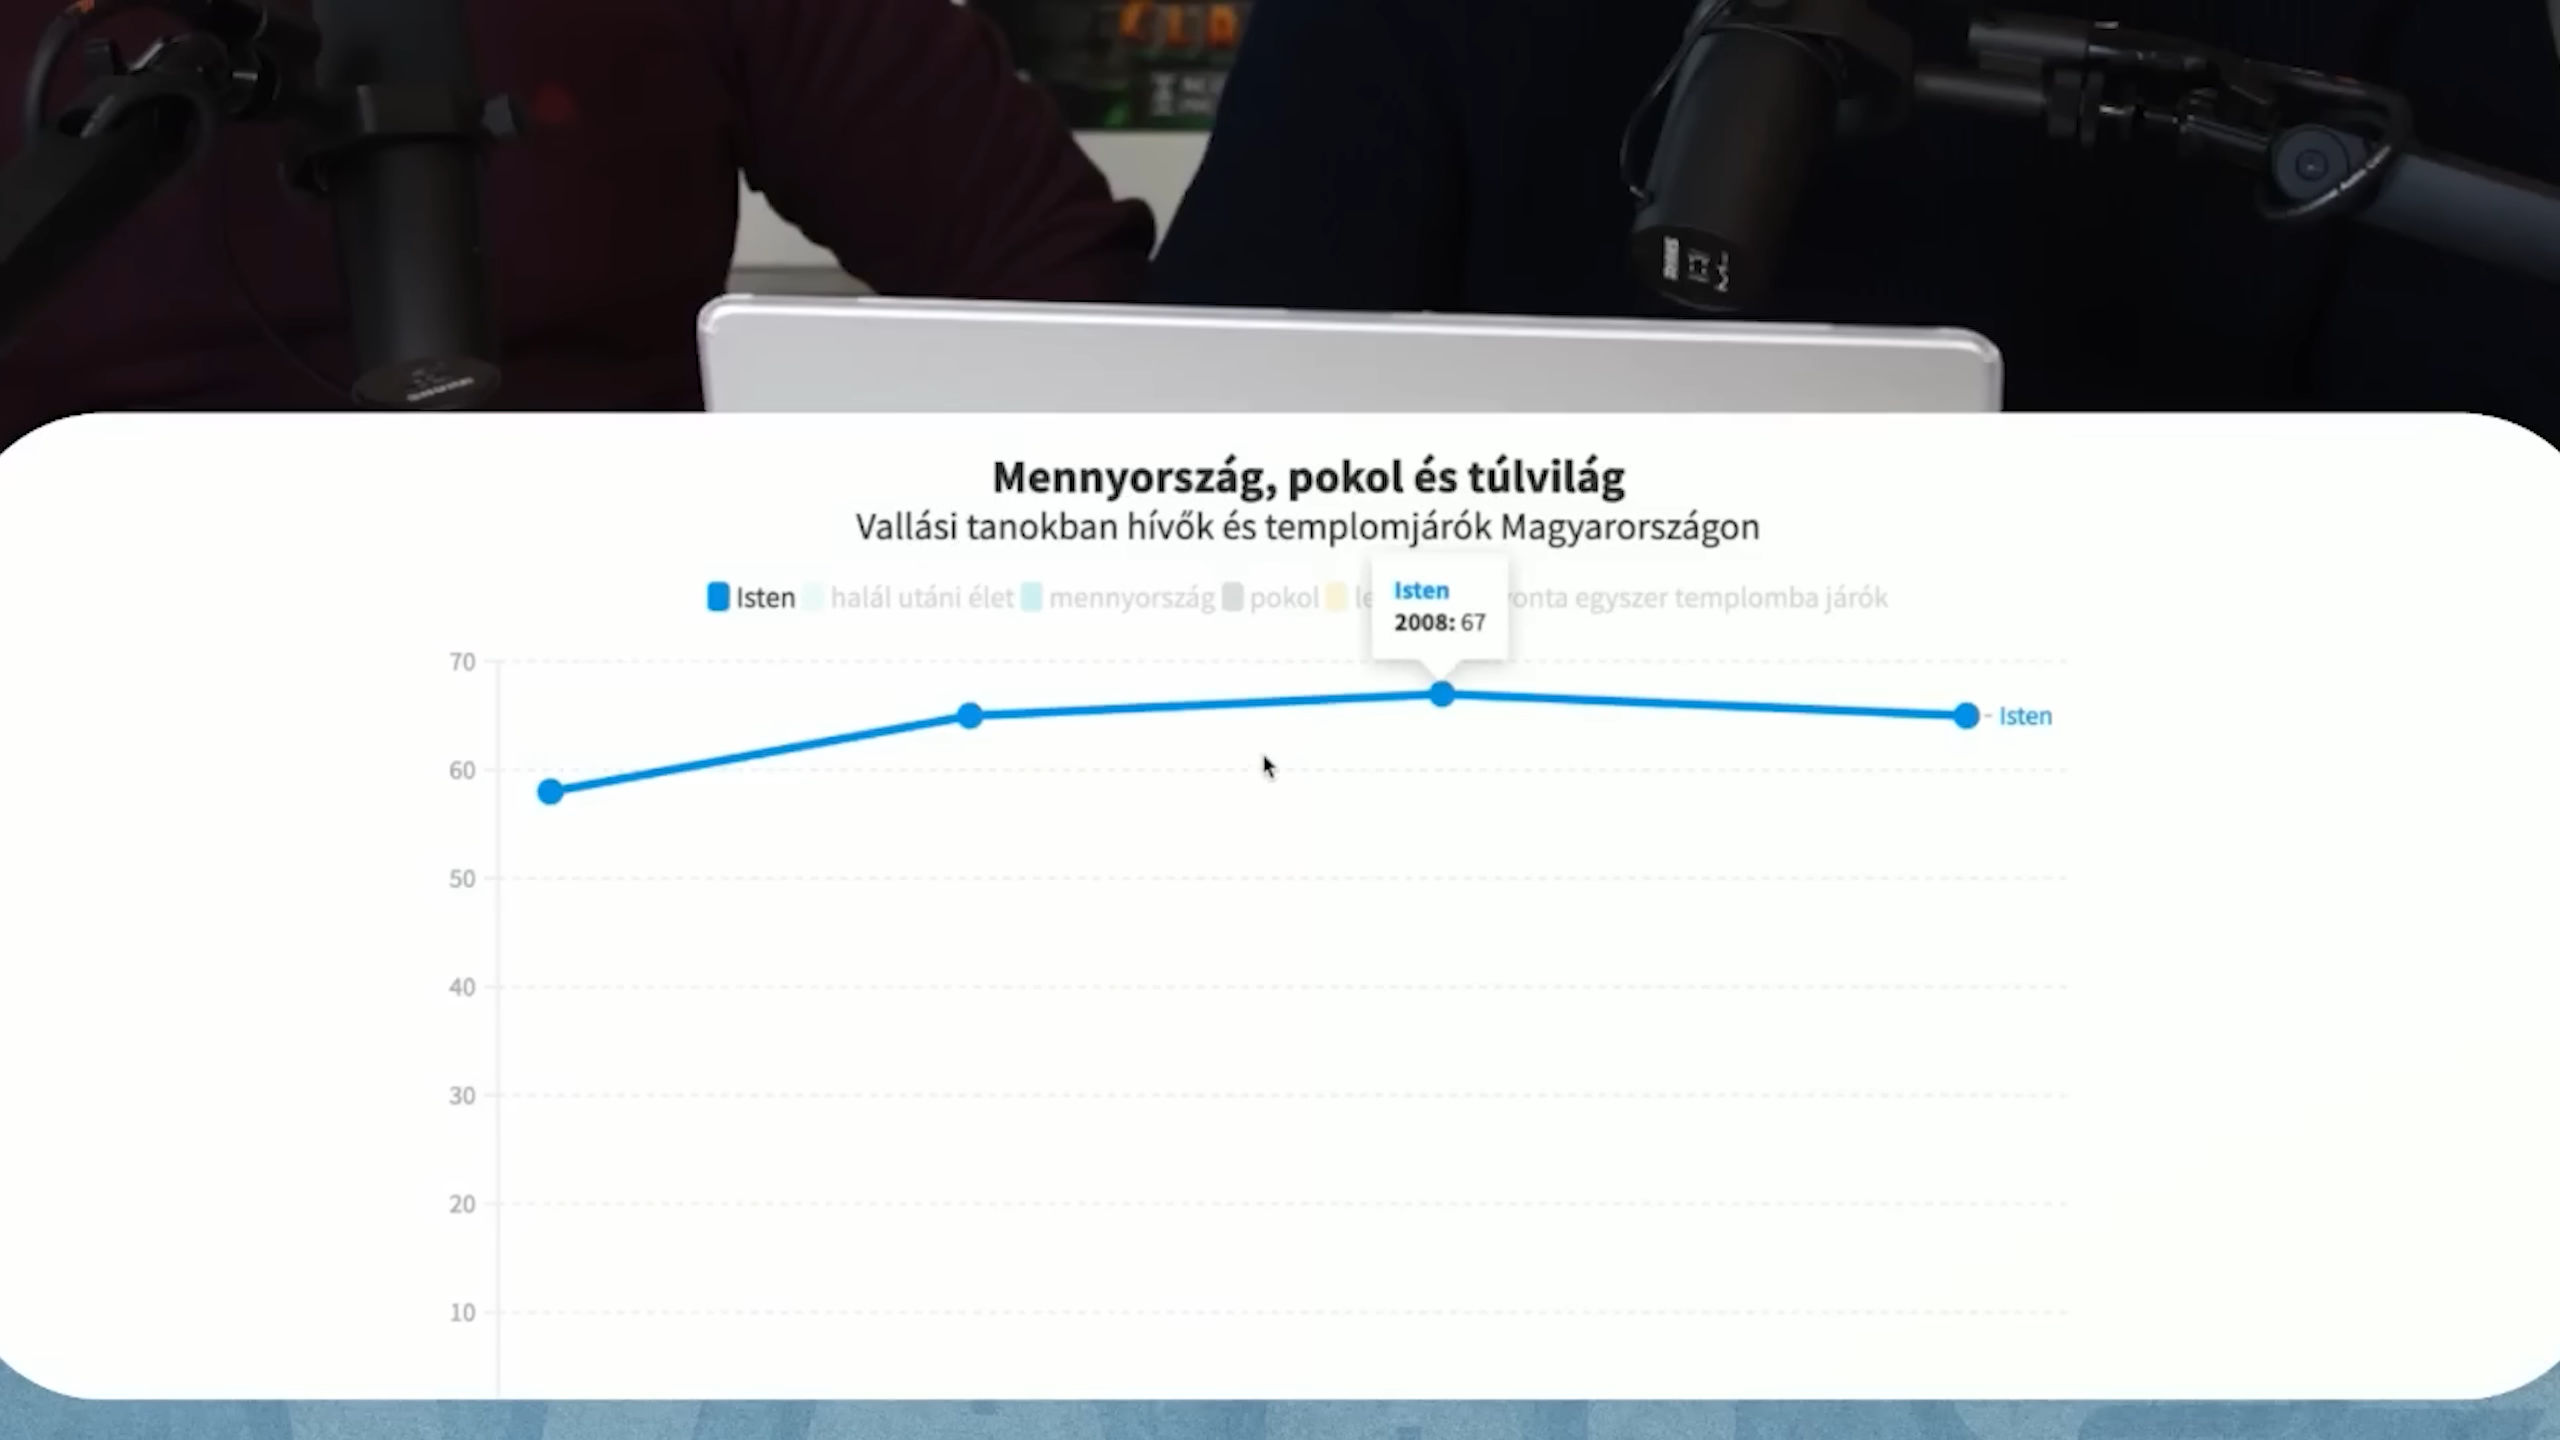 Mennyország, pokol és túlvilág
Vallási tanokban hívők és templomjárók Magyarországon
Isten halál utáni élet mennyország pokol egyszer templomba járók
Isten
2008: 67
70
60
50
40
30
20
10
Isten